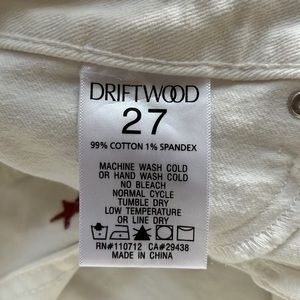 DRIFTWOOD
27
99% COTTON 1% SPANDEX
MACHINE WASH COLD
OR HAND WASH COLD
NO BLEACH
NORMAL CYCLE
TUMBLE DRY
LOW TEMPERATURE
OR LINE DRY
RN#110712 CA#29438
MADE IN CHINA